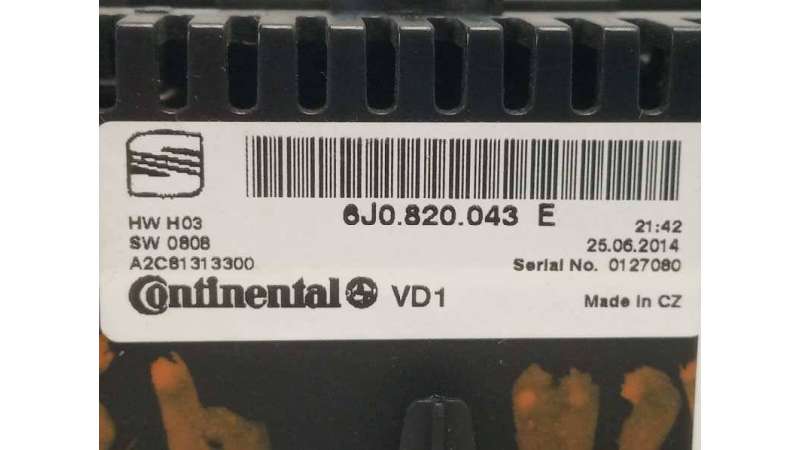 6J0.820.043 E
HW H03
SW 0808
A2C81313300
21:42
25.06.2014
Serial No. 0127080
Continental VD1
Made in CZ